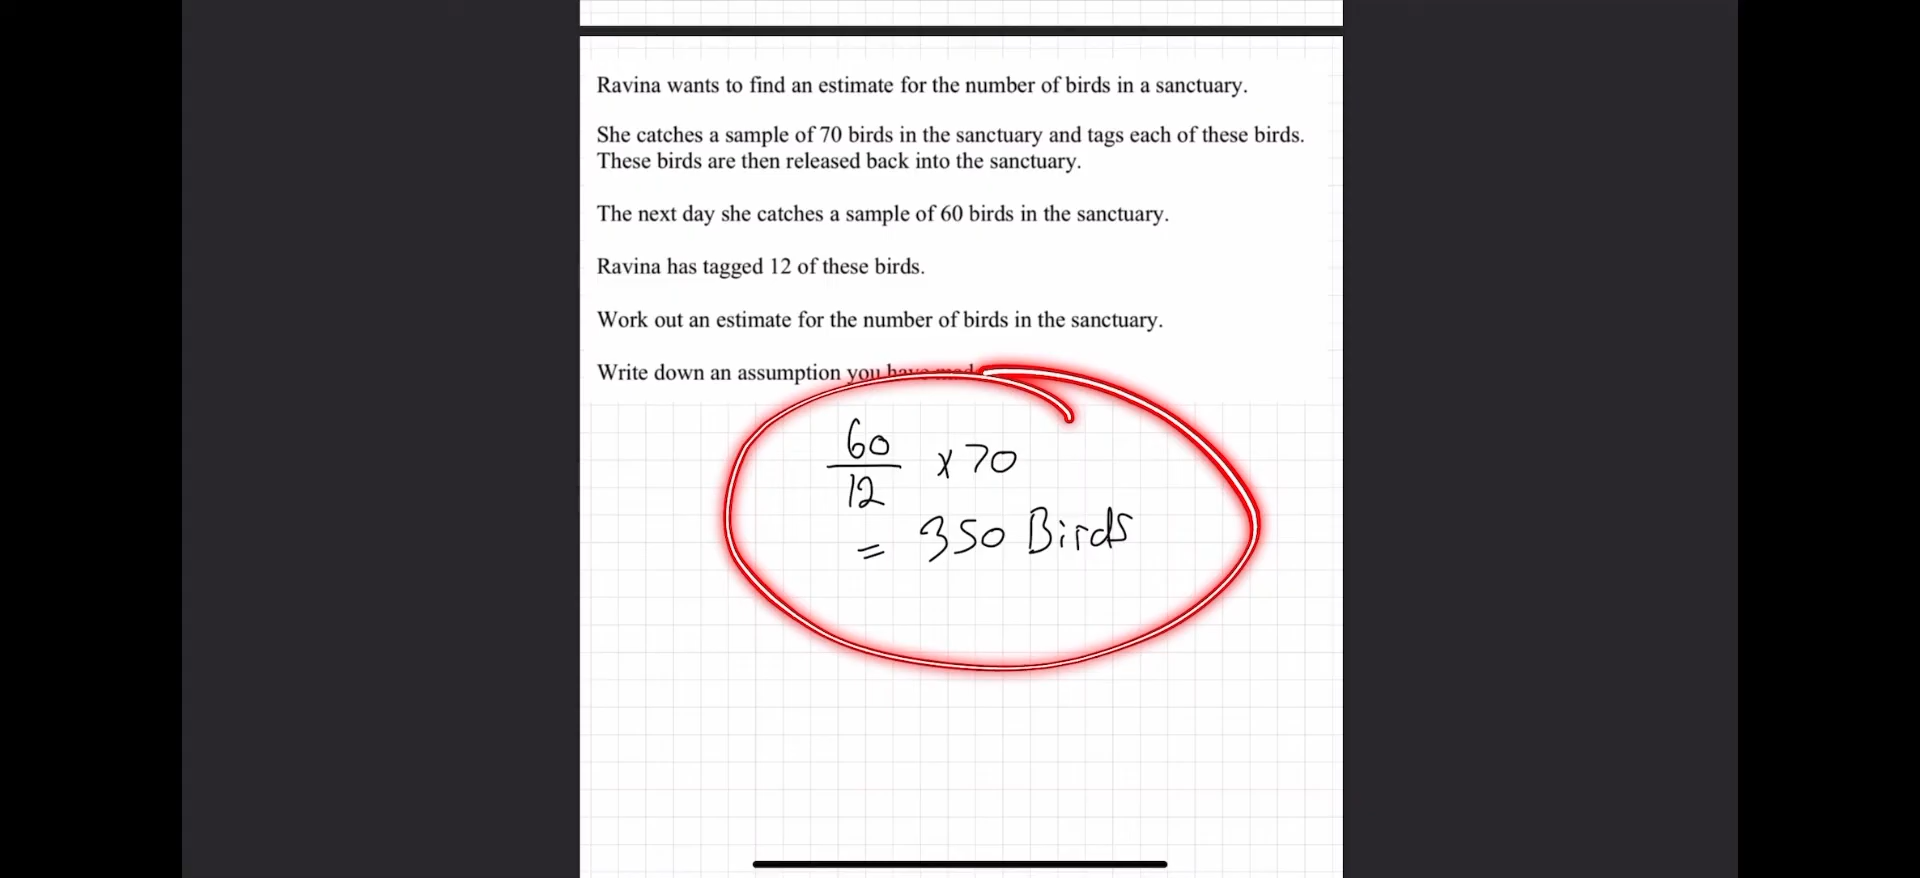 Ravina wants to find an estimate for the number of birds in a sanctuary.
She catches a sample of 70 birds in the sanctuary and tags each of these birds.
These birds are then released back into the sanctuary.
The next day she catches a sample of 60 birds in the sanctuary.
Ravina has tagged 12 of these birds.
Work out an estimate for the number of birds in the sanctuary.
Write down an assumption you have
60
x 70
12
= 350 Birds